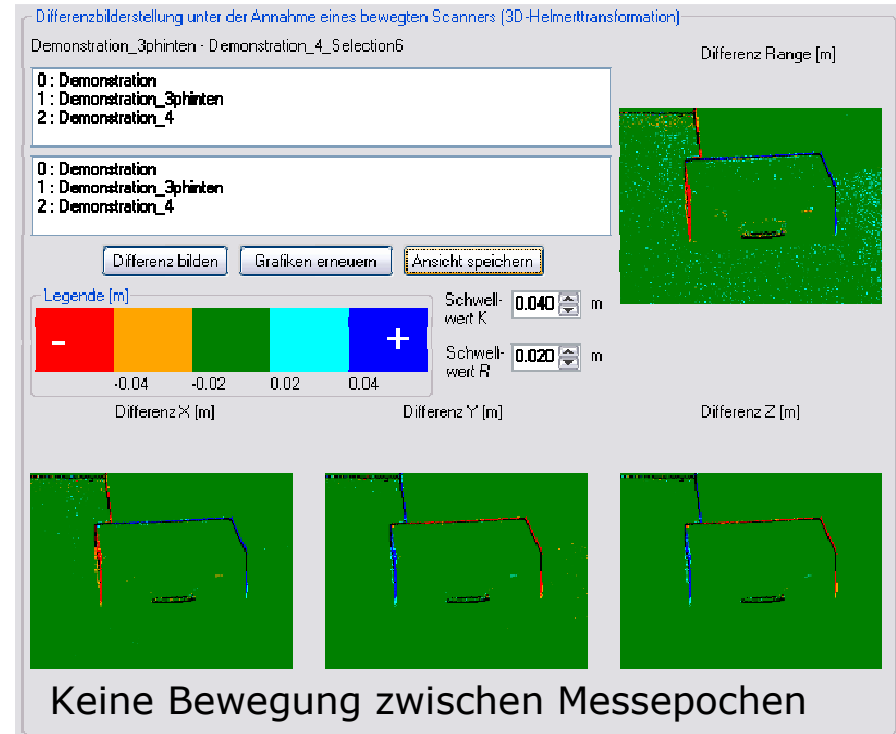 Differenzbilderstellung unter der Annahme eines bewegten Scanners (3D-Helmerttransformation)
Demonstration_3phinten - Demonstration_4_Selection6
Differenz Range [m]
0 : Demonstration
1 : Demonstration_3phinten
2 : Demonstration_4
0 : Demonstration
1 : Demonstration_3phinten
2 : Demonstration_4
Differenz bilden Grafiken erneuern Ansicht speichern
Legende [m]
- +
-0.04 -0.02 0.02 0.04
Schwell-
wert K 0.040 m
Schwell-
wert R 0.020 m
Differenz X [m] Differenz Y [m] Differenz Z [m]
Keine Bewegung zwischen Messepochen